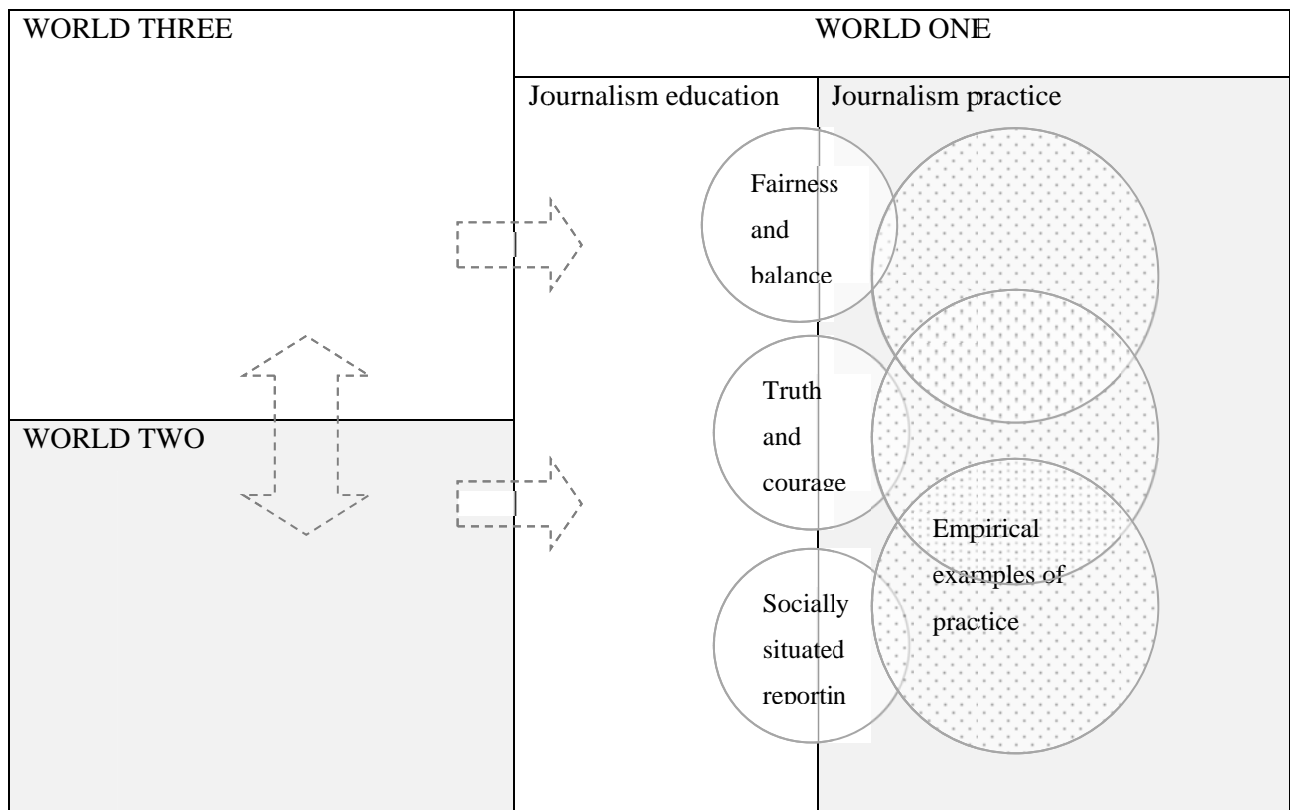 WORLD THREE
WORLD ONE
Journalism education
Journalism practice
Fairness
and
balance
WORLD TWO
Truth
and
courage
Empirical
examples of
practice
Socially
situated
reportin